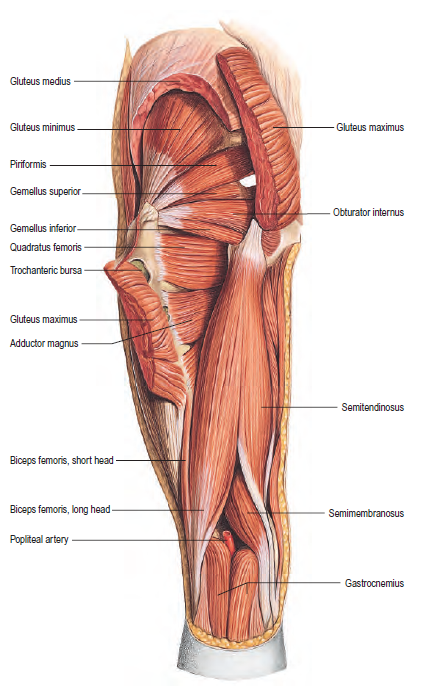 Gluteus medius
Gluteus minimus
Gluteus maximus
Piriformis
Gemellus superior
Obturator internus
Gemellus inferior
Quadratus femoris
Trochanteric bursa
Gluteus maximus
Adductor magnus
Semitendinosus
Biceps femoris, short head
Biceps femoris, long head
Semimembranosus
Popliteal artery
Gastrocnemius